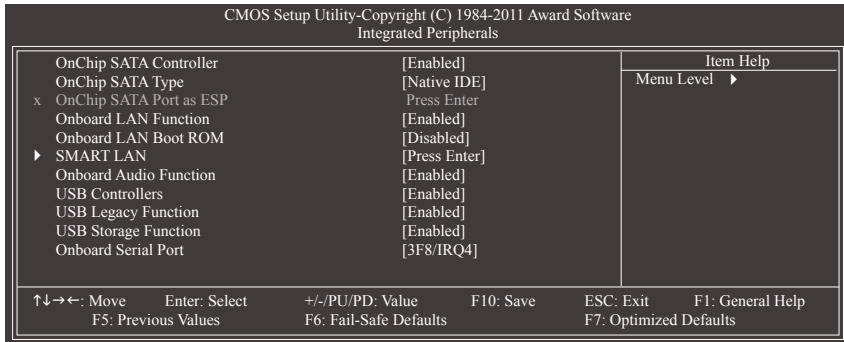 CMOS Setup Utility-Copyright (C) 1984-2011 Award Software
Integrated Peripherals
OnChip SATA Controller [Enabled]
OnChip SATA Type [Native IDE]
x OnChip SATA Port as ESP Press Enter
Onboard LAN Function [Enabled]
Onboard LAN Boot ROM [Disabled]
▶ SMART LAN [Press Enter]
Onboard Audio Function [Enabled]
USB Controllers [Enabled]
USB Legacy Function [Enabled]
USB Storage Function [Enabled]
Onboard Serial Port [3F8/IRQ4]
Item Help
Menu Level ▶
↑↓→←: Move Enter: Select +/-/PU/PD: Value F10: Save ESC: Exit F1: General Help
F5: Previous Values F6: Fail-Safe Defaults F7: Optimized Defaults